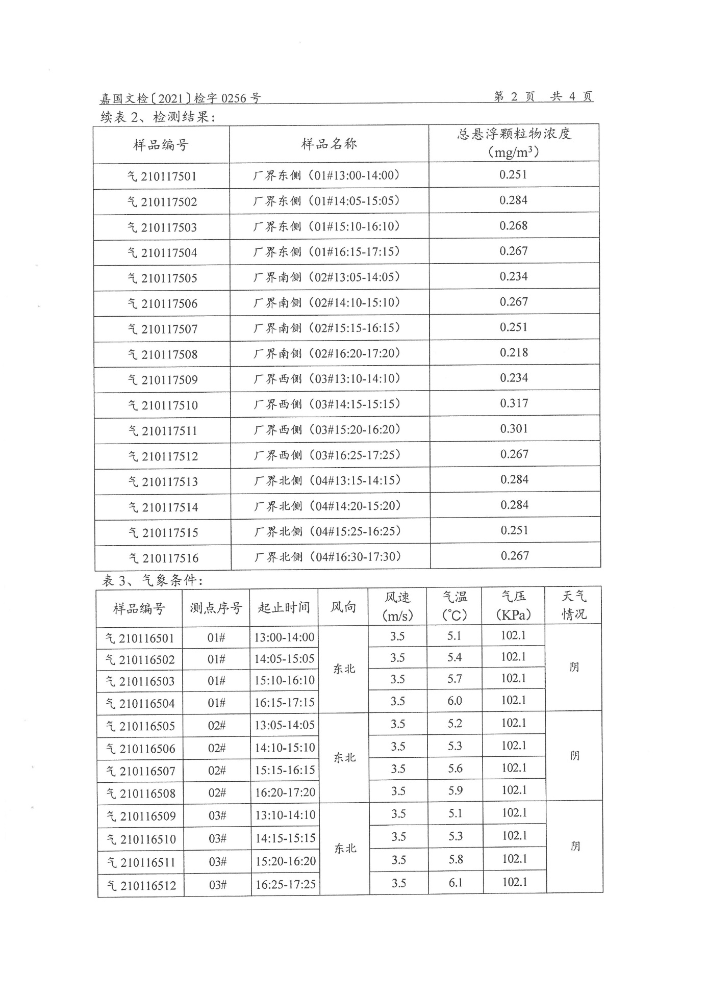 嘉国文检〔2021〕检字 0256 号 第 2 页 共 4 页
续表 2、检测结果：
样品编号 样品名称 总悬浮颗粒物浓度
（mg/m³）
气 210117501 厂界东侧（01#13:00-14:00） 0.251
气 210117502 厂界东侧（01#14:05-15:05） 0.284
气 210117503 厂界东侧（01#15:10-16:10） 0.268
气 210117504 厂界东侧（01#16:15-17:15） 0.267
气 210117505 厂界南侧（02#13:05-14:05） 0.234
气 210117506 厂界南侧（02#14:10-15:10） 0.267
气 210117507 厂界南侧（02#15:15-16:15） 0.251
气 210117508 厂界南侧（02#16:20-17:20） 0.218
气 210117509 厂界西侧（03#13:10-14:10） 0.234
气 210117510 厂界西侧（03#14:15-15:15） 0.317
气 210117511 厂界西侧（03#15:20-16:20） 0.301
气 210117512 厂界西侧（03#16:25-17:25） 0.267
气 210117513 厂界北侧（04#13:15-14:15） 0.284
气 210117514 厂界北侧（04#14:20-15:20） 0.284
气 210117515 厂界北侧（04#15:25-16:25） 0.251
气 210117516 厂界北侧（04#16:30-17:30） 0.267
表 3、气象条件：
样品编号 测点序号 起止时间 风向 风速 气温 气压 天气
（m/s） （℃） （KPa） 情况
气 210116501 01# 13:00-14:00 3.5 5.1 102.1
气 210116502 01# 14:05-15:05 3.5 5.4 102.1
东北 阴
气 210116503 01# 15:10-16:10 3.5 5.7 102.1
气 210116504 01# 16:15-17:15 3.5 6.0 102.1
气 210116505 02# 13:05-14:05 3.5 5.2 102.1
气 210116506 02# 14:10-15:10 3.5 5.3 102.1
东北 阴
气 210116507 02# 15:15-16:15 3.5 5.6 102.1
气 210116508 02# 16:20-17:20 3.5 5.9 102.1
气 210116509 03# 13:10-14:10 3.5 5.1 102.1
气 210116510 03# 14:15-15:15 3.5 5.3 102.1
东北 阴
气 210116511 03# 15:20-16:20 3.5 5.8 102.1
气 210116512 03# 16:25-17:25 3.5 6.1 102.1